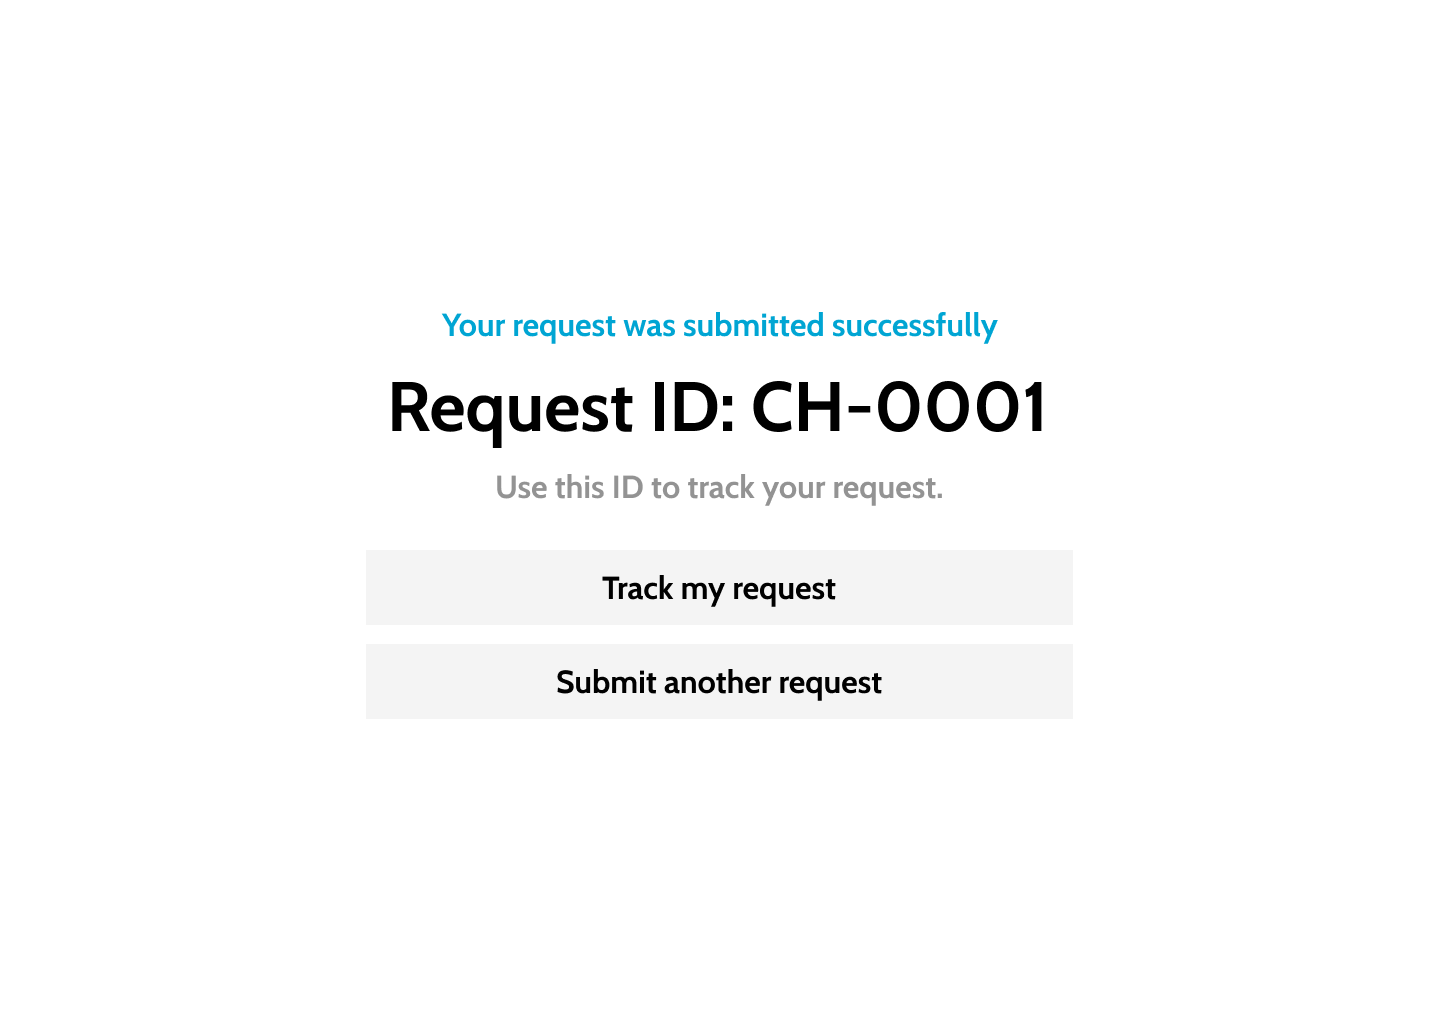 Your request was submitted successfully
Request ID: CH-0001
Use this ID to track your request.
Track my request
Submit another request